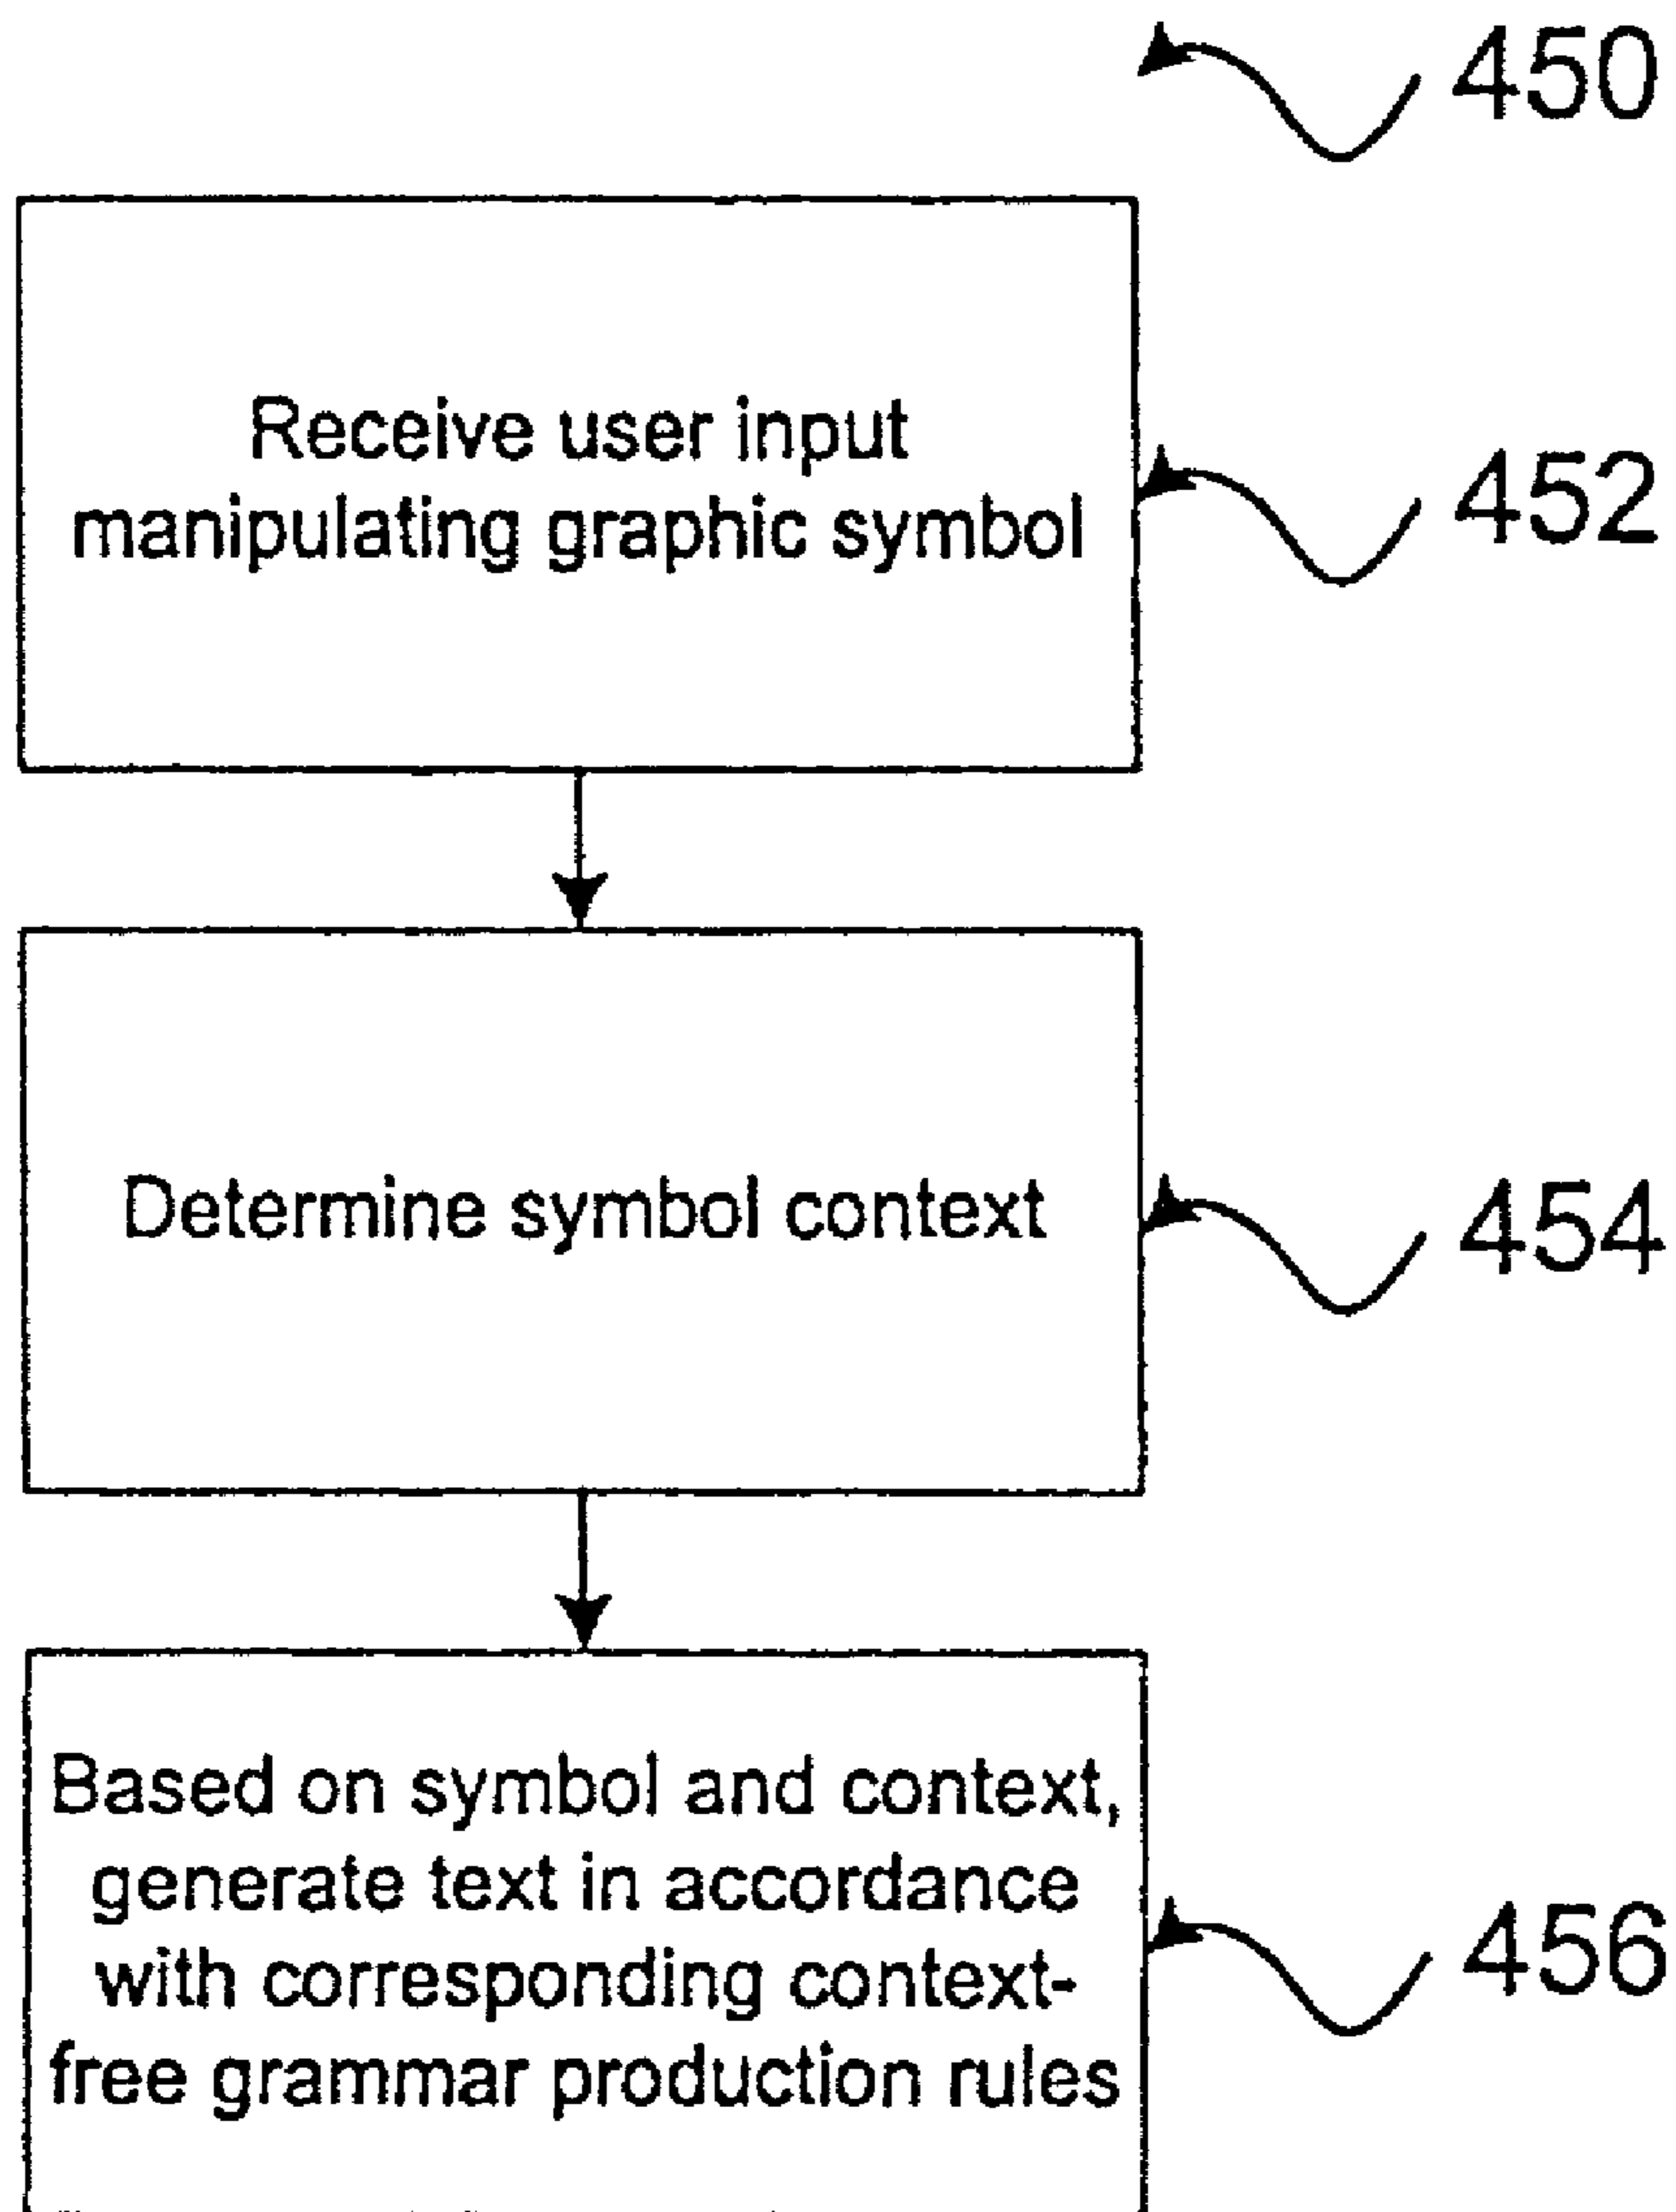 450
Receive user input
manipulating graphic symbol
452
Determine symbol context
454
Based on symbol and context,
generate text in accordance
with corresponding context-
free grammar production rules
456